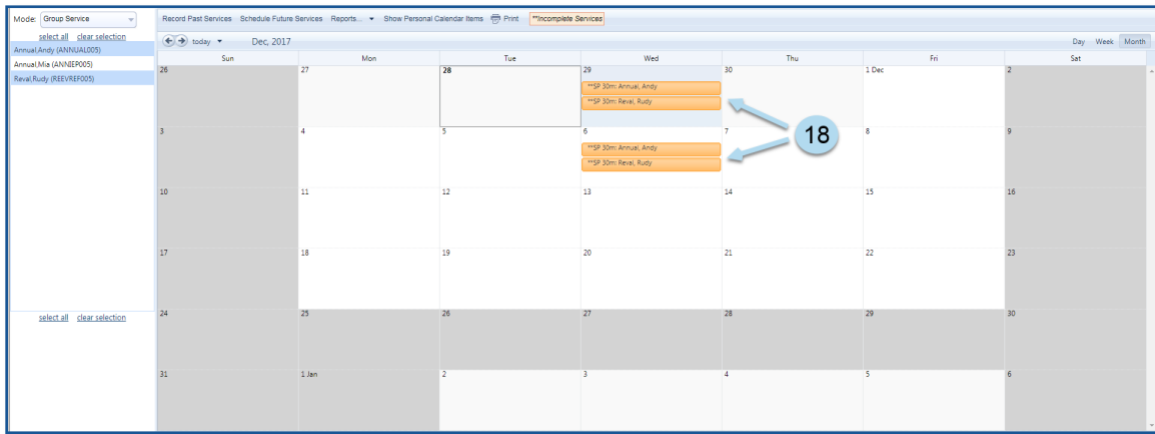 Mode: Group Service
select all clear selection
Annual,Andy (ANNUAL005)
Annual,Mia (ANNIEP005)
Reval,Rudy (REEVREF005)
select all clear selection
Record Past Services Schedule Future Services Reports... Show Personal Calendar Items Print **Incomplete Services
today Dec, 2017 Day Week Month
Sun Mon Tue Wed Thu Fri Sat
26 27 28 29 30 1 Dec 2
**SP 30m: Annual, Andy
**SP 30m: Reval, Rudy
18
3 4 5 6 7 8 9
**SP 30m: Annual, Andy
**SP 30m: Reval, Rudy
10 11 12 13 14 15 16
17 18 19 20 21 22 23
24 25 26 27 28 29 30
31 1 Jan 2 3 4 5 6